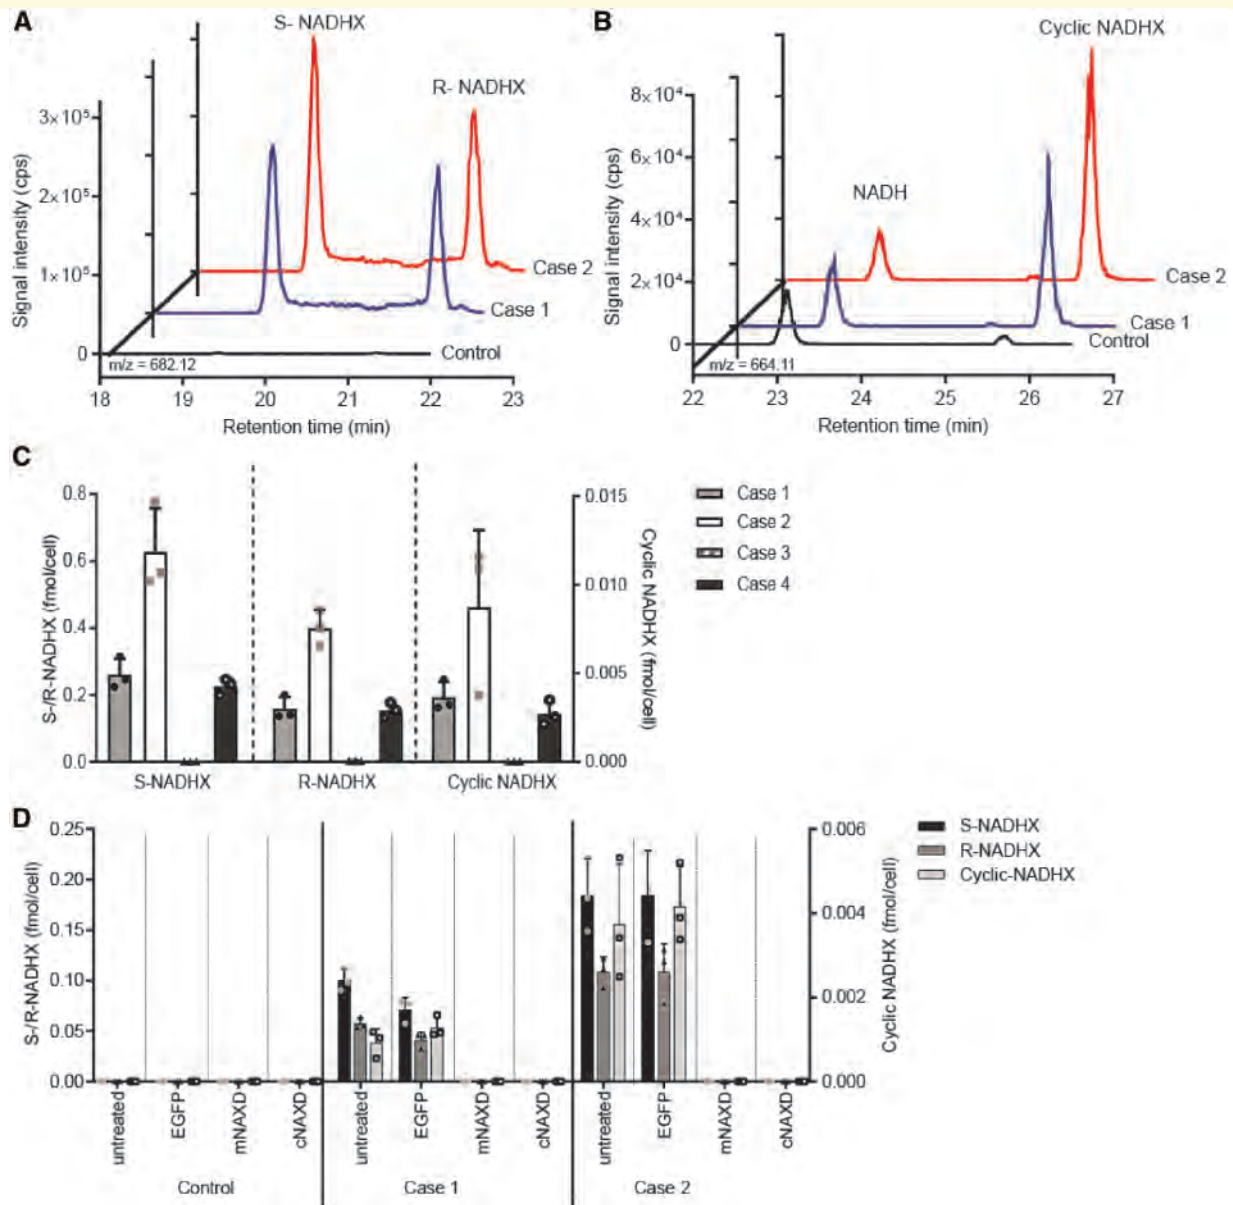 A
S- NADHX
R- NADHX
Signal intensity (cps)
3×10⁵
2×10⁵
1×10⁵
0
Case 2
Case 1
Control
m/z = 682.12
18 19 20 21 22 23
Retention time (min)
B
Cyclic NADHX
NADH
Signal intensity (cps)
8×10⁴
6×10⁴
4×10⁴
2×10⁴
0
Case 2
Case 1
Control
m/z = 664.11
22 23 24 25 26 27
Retention time (min)
C
S-/R-NADHX (fmol/cell)
0.8
0.6
0.4
0.2
0.0
S-NADHX R-NADHX Cyclic NADHX
0.015
0.010
0.005
0.000
Cyclic NADHX (fmol/cell)
Case 1
Case 2
Case 3
Case 4
D
S-/R-NADHX (fmol/cell)
0.25
0.20
0.15
0.10
0.05
0.00
untreated EGFP mNAXD cNAXD untreated EGFP mNAXD cNAXD untreated EGFP mNAXD cNAXD
Control Case 1 Case 2
0.006
0.004
0.002
0.000
Cyclic NADHX (fmol/cell)
S-NADHX
R-NADHX
Cyclic-NADHX